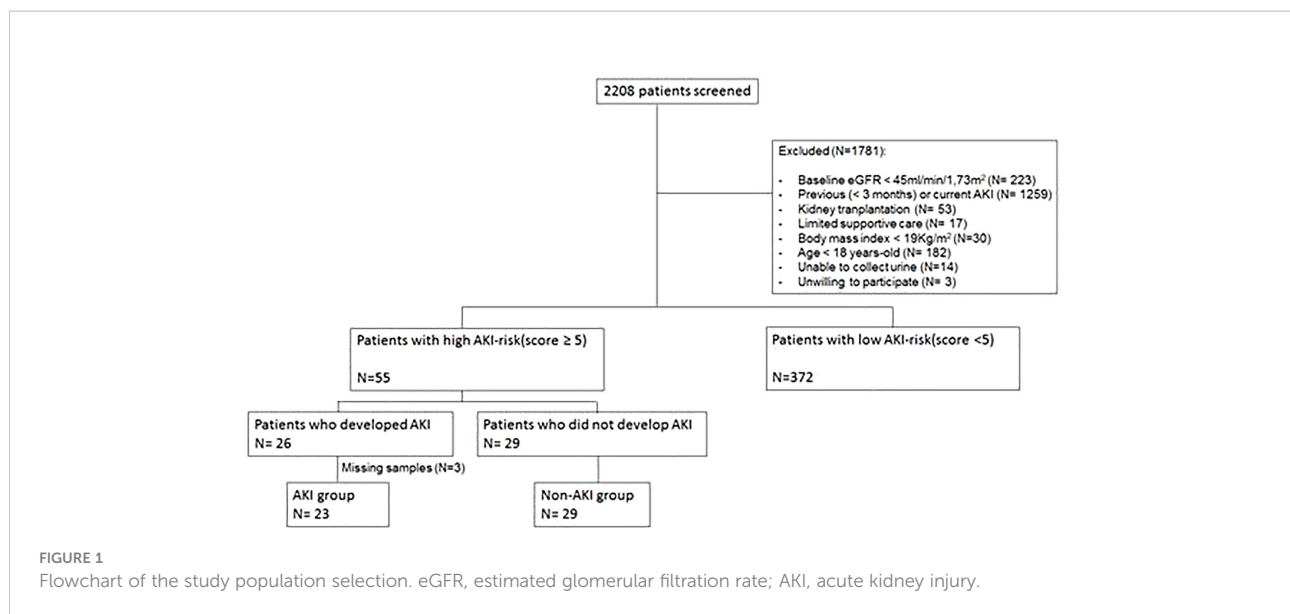 2208 patients screened
Excluded (N=1781):
- Baseline eGFR < 45ml/min/1,73m² (N= 223)
- Previous (< 3 months) or current AKI (N= 1259)
- Kidney tranplantation (N= 53)
- Limited supportive care (N= 17)
- Body mass index < 19Kg/m² (N=30)
- Age < 18 years-old (N= 182)
- Unable to collect urine (N=14)
- Unwilling to participate (N= 3)
Patients with high AKI-risk(score ≥ 5)
N=55
Patients with low AKI-risk(score <5)
N=372
Patients who developed AKI
N= 26
Patients who did not develop AKI
N= 29
Missing samples (N=3)
AKI group
N= 23
Non-AKI group
N= 29
FIGURE 1
Flowchart of the study population selection. eGFR, estimated glomerular filtration rate; AKI, acute kidney injury.